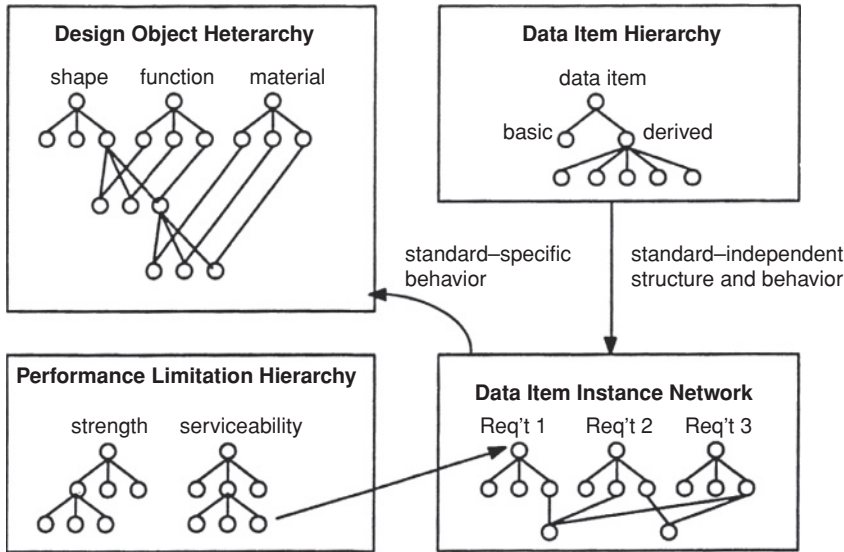 Design Object Heterarchy
shape function material
Data Item Hierarchy
data item
basic derived
standard–specific
behavior
standard–independent
structure and behavior
Performance Limitation Hierarchy
strength serviceability
Data Item Instance Network
Req't 1 Req't 2 Req't 3